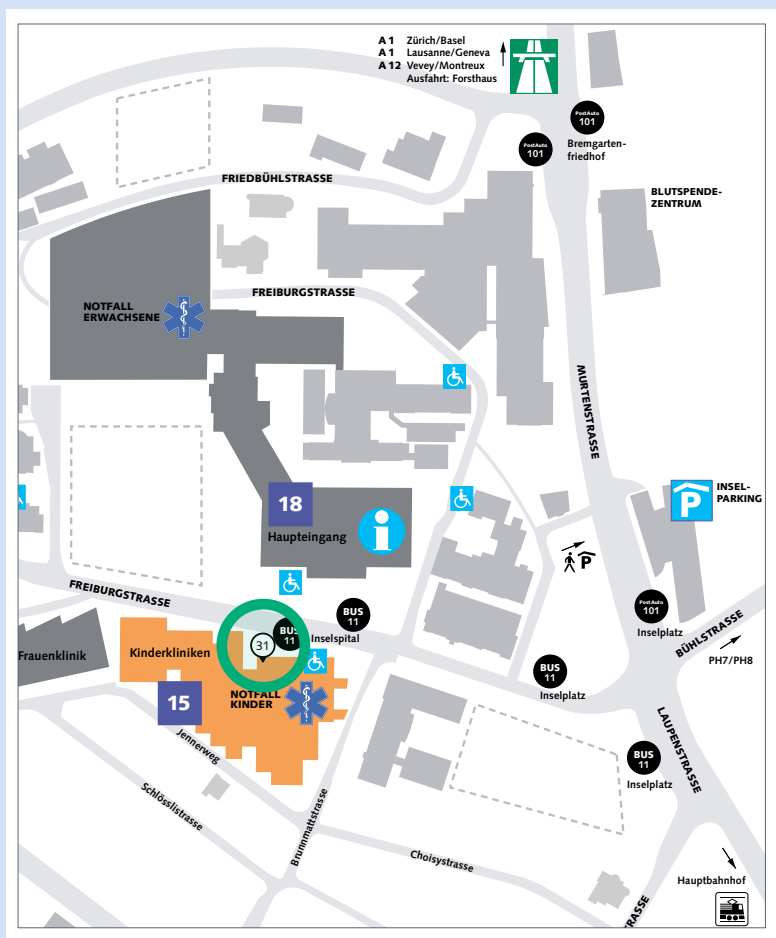 A 1 Zürich/Basel
A 1 Lausanne/Geneva
A 12 Vevey/Montreux
Ausfahrt: Forsthaus
PostAuto
101
PostAuto
101
Bremgarten-
friedhof
FRIEDBÜHLSTRASSE
BLUTSPENDE-
ZENTRUM
FREIBURGSTRASSE
NOTFALL
ERWACHSENE
MURTENSTRASSE
18
Haupteingang
i
P
INSEL-
PARKING
P
FREIBURGSTRASSE
BUS
11
Inselspital
BUS
11
31
PostAuto
101
Inselplatz
BÜHLSTRASSE
PH7/PH8
Frauenklinik
Kinderkliniken
15
NOTFALL
KINDER
BUS
11
Inselplatz
LAUPENSTRASSE
Jennerweg
BUS
11
Inselplatz
Schlösslistrasse
Brunnmattstrasse
Choisystrasse
Hauptbahnhof
RASSE